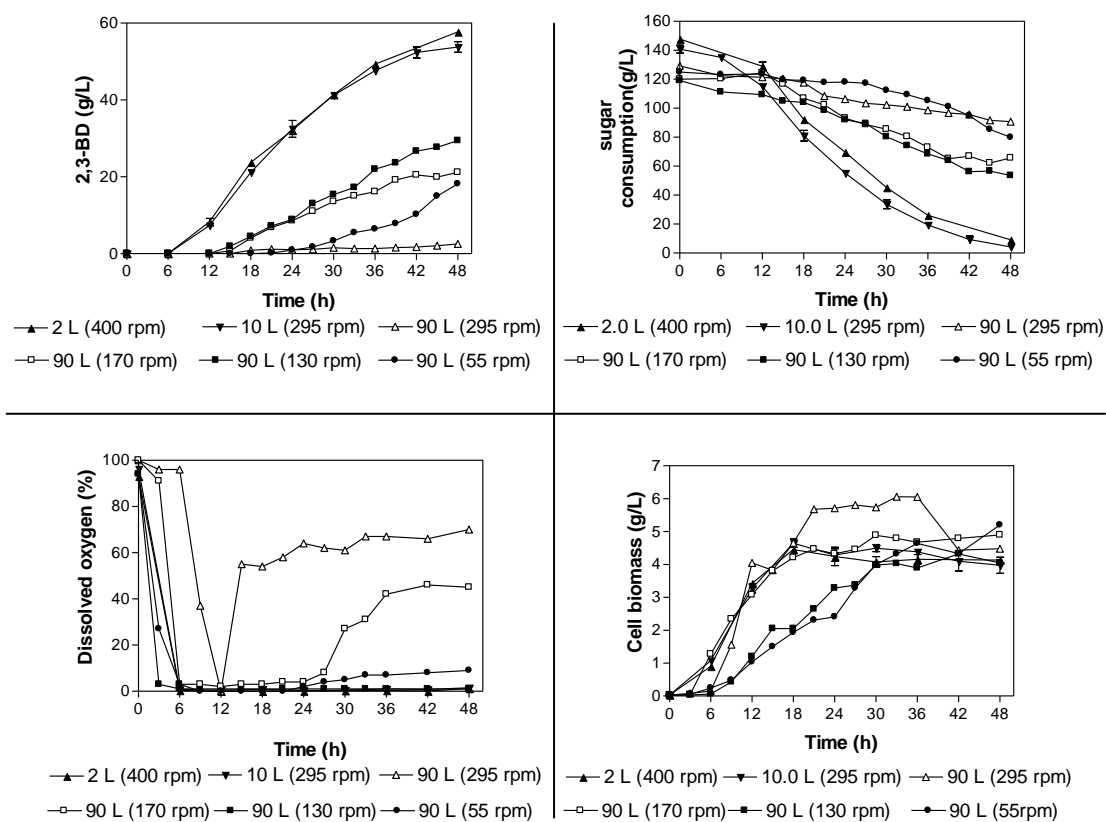 60
40
20
0
2,3-BD (g/L)
0 6 12 18 24 30 36 42 48
Time (h)
2 L (400 rpm) 10 L (295 rpm) 90 L (295 rpm)
90 L (170 rpm) 90 L (130 rpm) 90 L (55 rpm)
160
140
120
100
80
60
40
20
0
sugar
consumption(g/L)
0 6 12 18 24 30 36 42 48
Time (h)
2.0 L (400 rpm) 10.0 L (295 rpm) 90 L (295 rpm)
90 L (170 rpm) 90 L (130 rpm) 90 L (55 rpm)
100
80
60
40
20
0
Dissolved oxygen (%)
0 6 12 18 24 30 36 42 48
Time (h)
2 L (400 rpm) 10 L (295 rpm) 90 L (295 rpm)
90 L (170 rpm) 90 L (130 rpm) 90 L (55 rpm)
7
6
5
4
3
2
1
0
Cell biomass (g/L)
0 6 12 18 24 30 36 42 48
Time (h)
2 L (400 rpm) 10.0 L (295 rpm) 90 L (295 rpm)
90 L (170 rpm) 90 L (130 rpm) 90 L (55rpm)